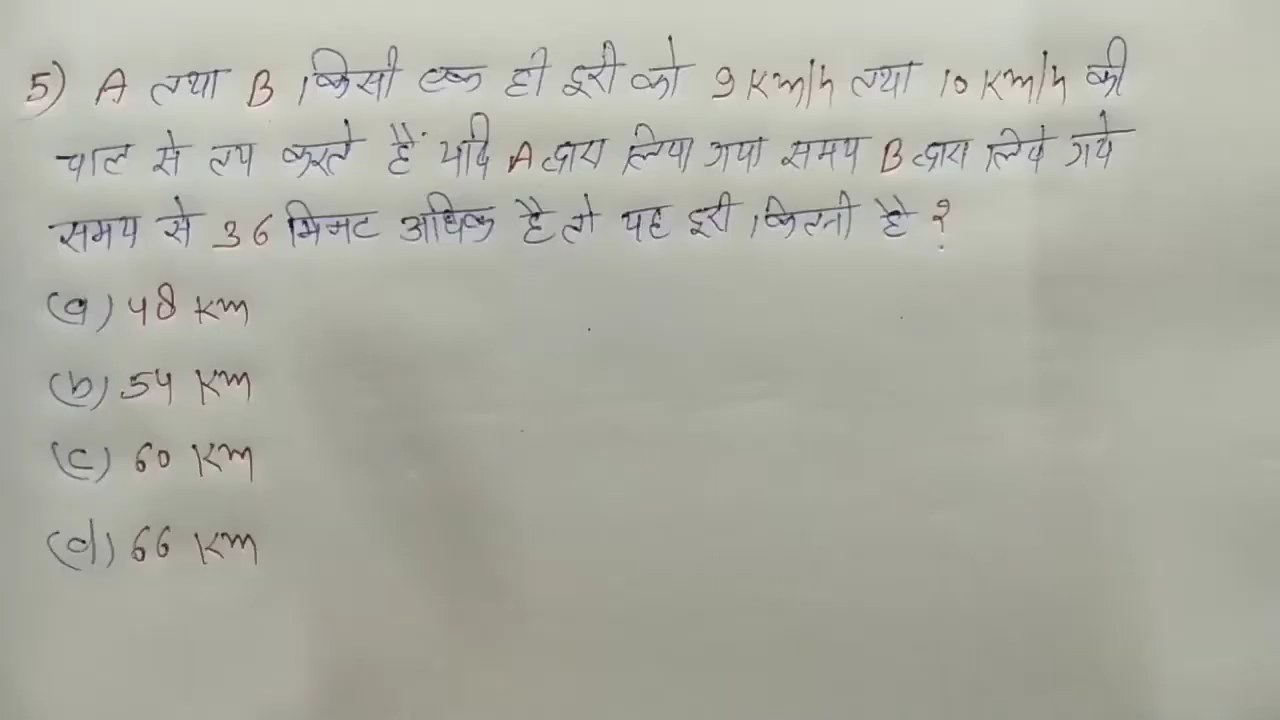 5) A तथा B किसी एक ही दूरी को 9 Km/h तथा 10 Km/h की
चाल से तय करते हैं यदि A द्वारा लिया गया समय B द्वारा लिये गये
समय से 36 मिनट अधिक है तो यह दूरी कितनी है ?
(a) 48 Km
(b) 54 Km
(c) 60 Km
(d) 66 Km